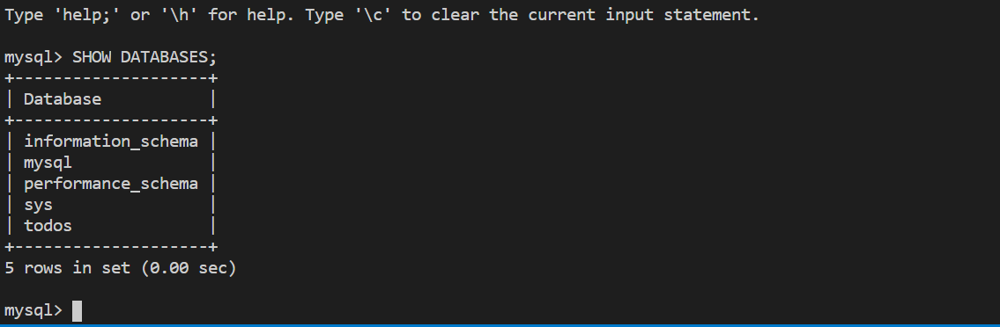 Type 'help;' or '\h' for help. Type '\c' to clear the current input statement.
mysql> SHOW DATABASES;
+--------------------+
| Database           |
+--------------------+
| information_schema |
| mysql              |
| performance_schema |
| sys                |
| todos              |
+--------------------+
5 rows in set (0.00 sec)
mysql>